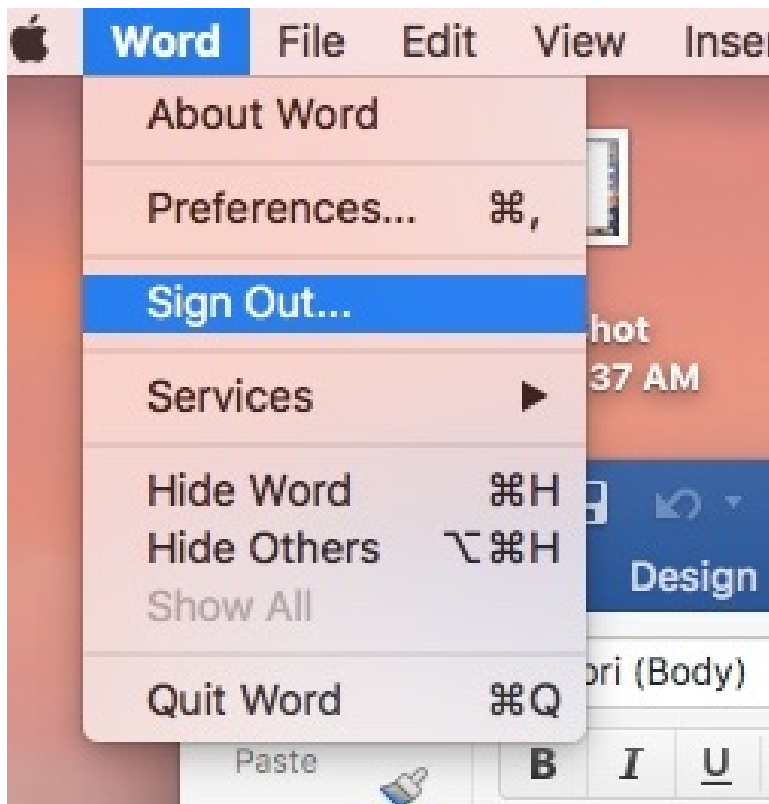 Word File Edit View Inser
About Word
Preferences... ⌘,
Sign Out...
hot
37 AM
Services ▶
Hide Word ⌘H
Hide Others ⌥⌘H
Show All
Design
Quit Word ⌘Q
ori (Body)
Paste
B I U